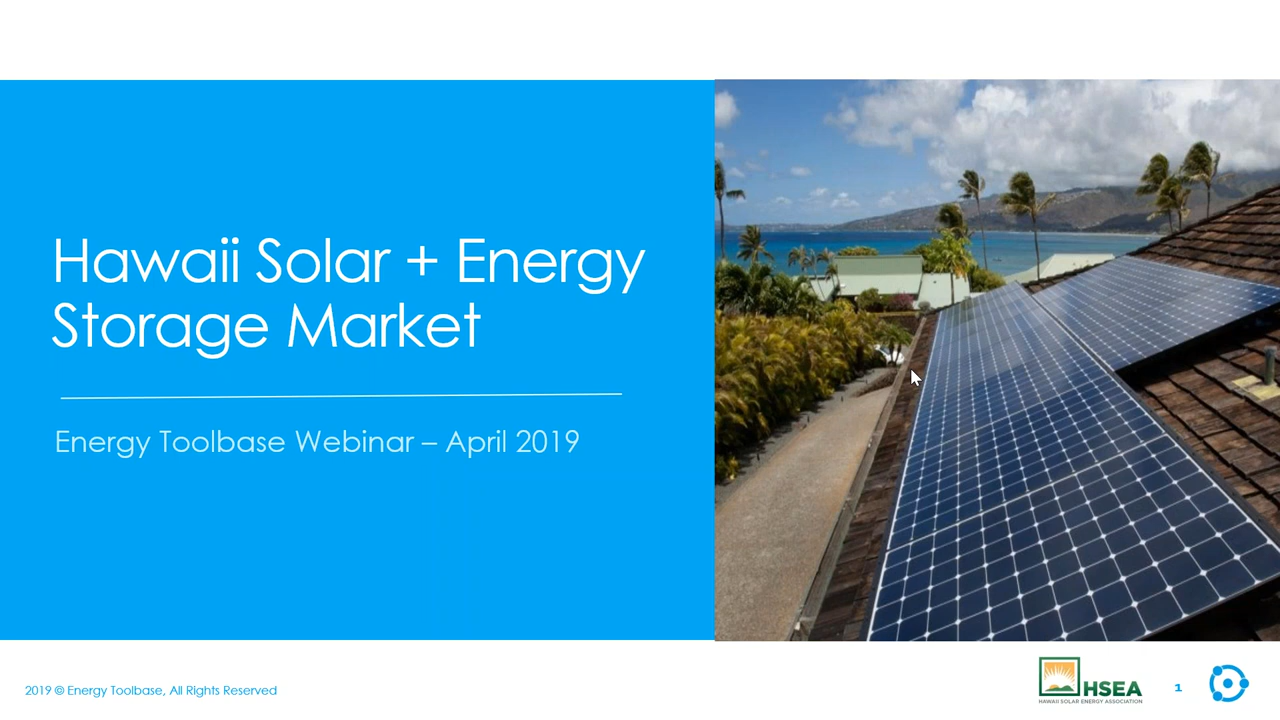 Hawaii Solar + Energy
Storage Market
Energy Toolbase Webinar – April 2019
2019 © Energy Toolbase, All Rights Reserved
HSEA
HAWAII SOLAR ENERGY ASSOCIATION
1